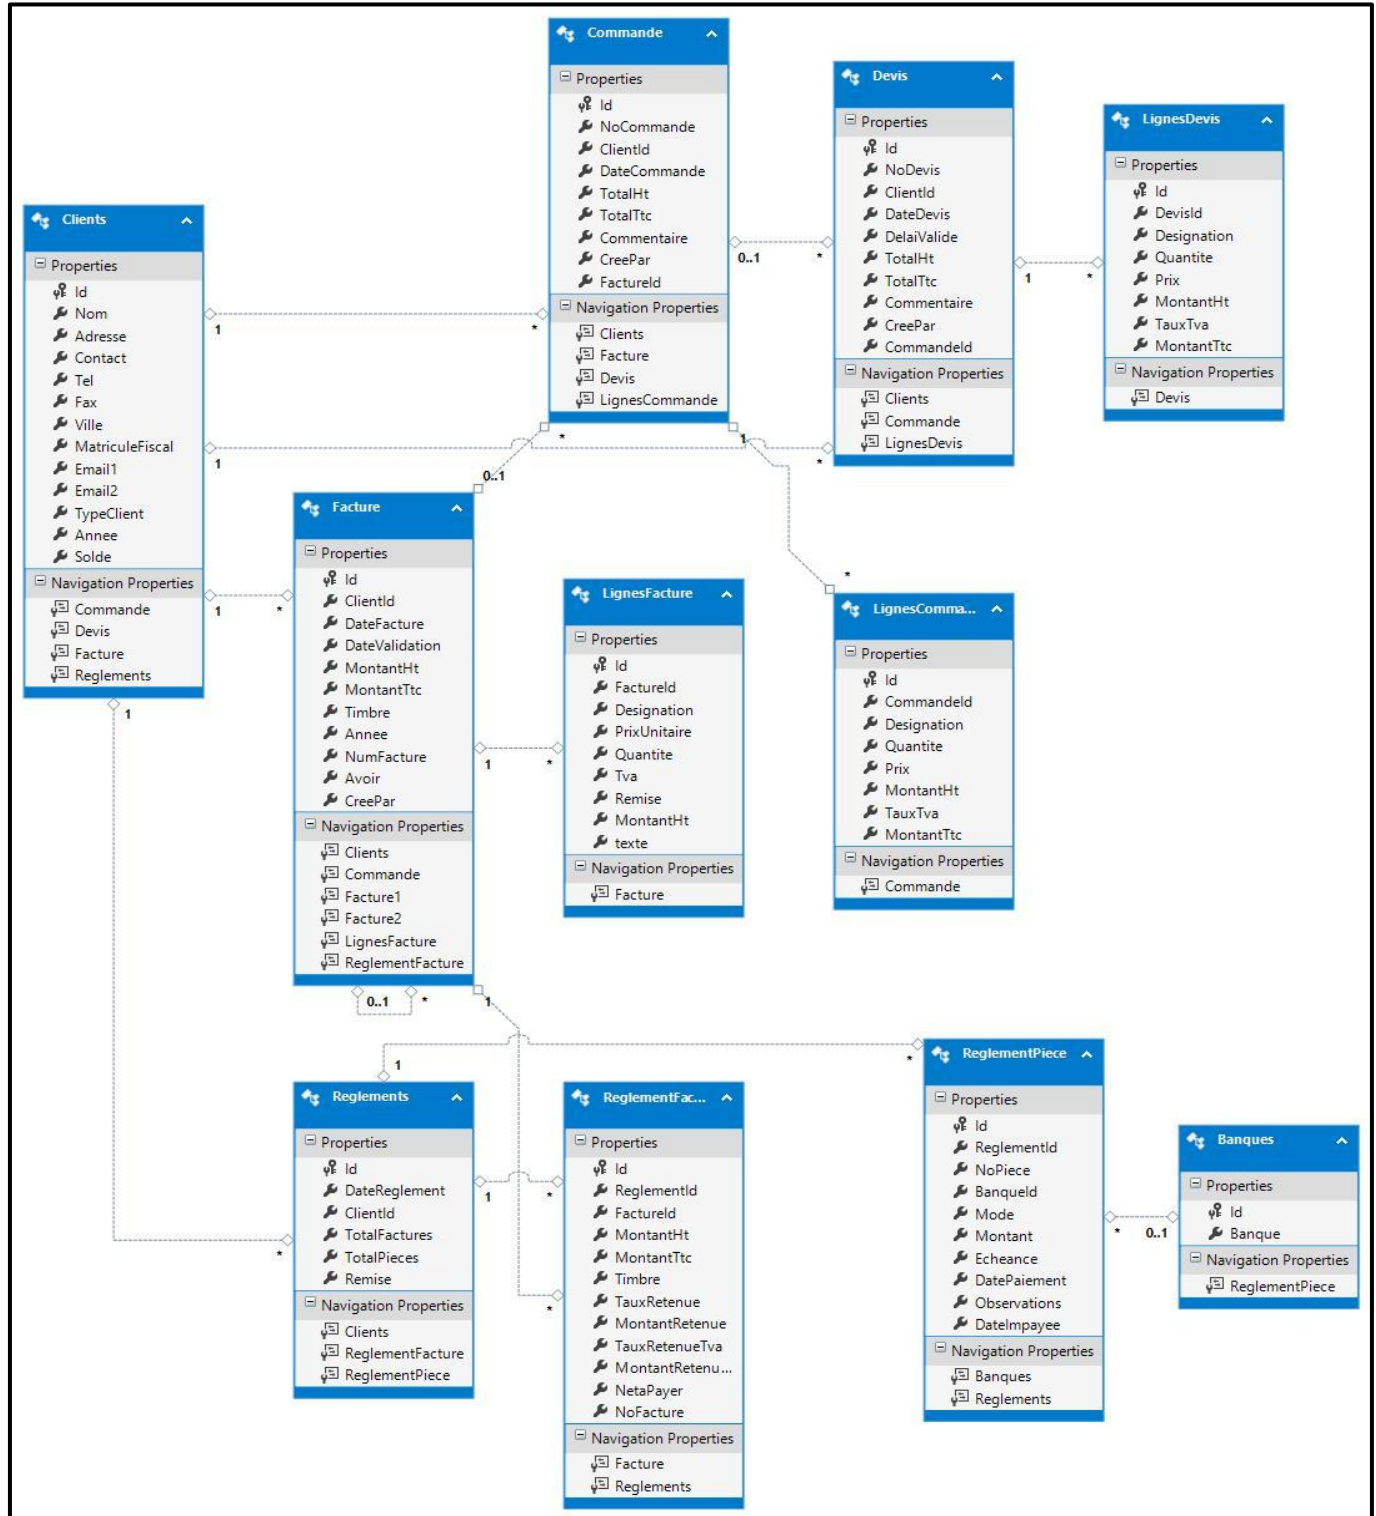 Commande
Properties
Id
NoCommande
ClientId
DateCommande
TotalHt
TotalTtc
Commentaire
CreePar
FactureId
Navigation Properties
Clients
Facture
Devis
LignesCommande
Devis
Properties
Id
NoDevis
ClientId
DateDevis
DelaiValide
TotalHt
TotalTtc
Commentaire
CreePar
CommandeId
Navigation Properties
Clients
Commande
LignesDevis
LignesDevis
Properties
Id
DevisId
Designation
Quantite
Prix
MontantHt
TauxTva
MontantTtc
Navigation Properties
Devis
Clients
Properties
Id
Nom
Adresse
Contact
Tel
Fax
Ville
MatriculeFiscal
Email1
Email2
TypeClient
Annee
Solde
Navigation Properties
Commande
Devis
Facture
Reglements
0..1
*
1
*
1
*
1
*
*
0..1
1
*
1
*
Facture
Properties
Id
ClientId
DateFacture
DateValidation
MontantHt
MontantTtc
Timbre
Annee
NumFacture
Avoir
CreePar
Navigation Properties
Clients
Commande
Facture1
Facture2
LignesFacture
ReglementFacture
LignesFacture
Properties
Id
FactureId
Designation
PrixUnitaire
Quantite
Tva
Remise
MontantHt
texte
Navigation Properties
Facture
LignesComma...
Properties
Id
CommandeId
Designation
Quantite
Prix
MontantHt
TauxTva
MontantTtc
Navigation Properties
Commande
1
*
1
*
0..1
*
1
*
1
*
Reglements
Properties
Id
DateReglement
ClientId
TotalFactures
TotalPieces
Remise
Navigation Properties
Clients
ReglementFacture
ReglementPiece
1
*
ReglementFac...
Properties
Id
ReglementId
FactureId
MontantHt
MontantTtc
Timbre
TauxRetenue
MontantRetenue
TauxRetenueTva
MontantRetenu...
NetaPayer
NoFacture
Navigation Properties
Facture
Reglements
ReglementPiece
Properties
Id
ReglementId
NoPiece
BanqueId
Mode
Montant
Echeance
DatePaiement
Observations
DateImpayee
Navigation Properties
Banques
Reglements
*
0..1
Banques
Properties
Id
Banque
Navigation Properties
ReglementPiece